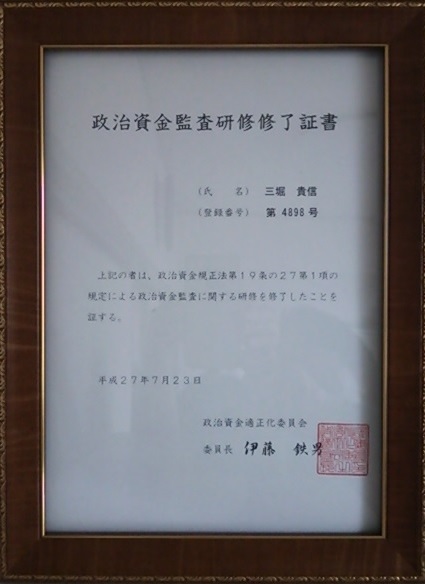 政治資金監査研修修了証書
(氏　　名)　三堀　貴信
(登録番号)　第 4898 号
上記の者は、政治資金規正法第19条の27第1項の
規定による政治資金監査に関する研修を修了したことを
証する。
平成27年7月23日
政治資金適正化委員会
委員長　伊藤　鉄男